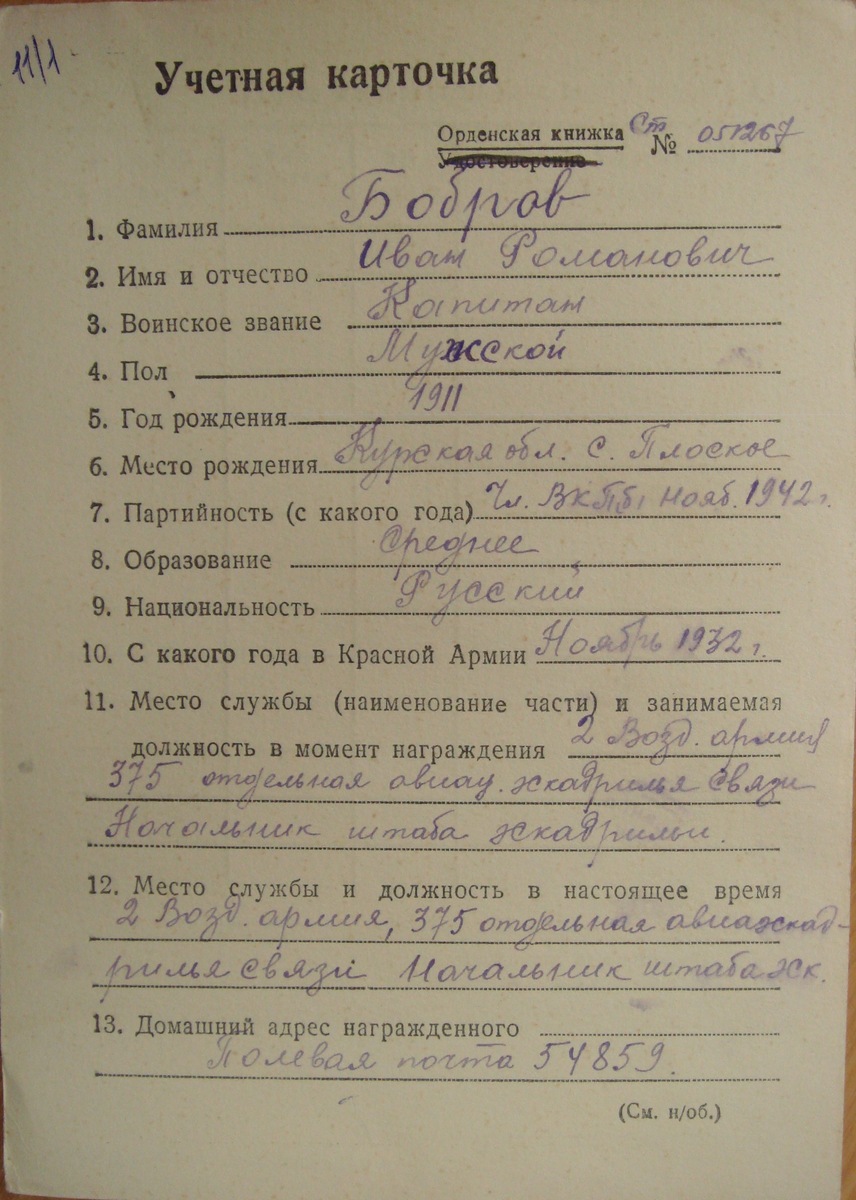 11/1
Учетная карточка
Орденская книжка Ст № 051267
Удостоверение
1. Фамилия Бобров
2. Имя и отчество Иван Романович
3. Воинское звание Капитан
4. Пол Мужской
5. Год рождения 1911
6. Место рождения Курская обл. с. Плоское
7. Партийность (с какого года) Чл. ВКПб, нояб. 1942 г.
8. Образование Среднее
9. Национальность Русский
10. С какого года в Красной Армии Ноябрь 1932 г.
11. Место службы (наименование части) и занимаемая
должность в момент награждения 2 Возд. армия
375 отдельная авиац. эскадрилья связи
Начальник штаба эскадрильи.
12. Место службы и должность в настоящее время
2 Возд. армия, 375 отдельная авиаэскад-
рилья связи Начальник штаба эск.
13. Домашний адрес награжденного
Полевая почта 54859.
(См. н/об.)